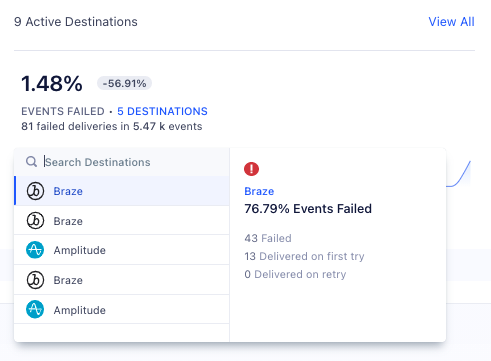 9 Active Destinations
View All
1.48%
-56.91%
EVENTS FAILED • 5 DESTINATIONS
81 failed deliveries in 5.47 k events
Search Destinations
Braze
Braze
Amplitude
Braze
Amplitude
Braze
76.79% Events Failed
43 Failed
13 Delivered on first try
0 Delivered on retry